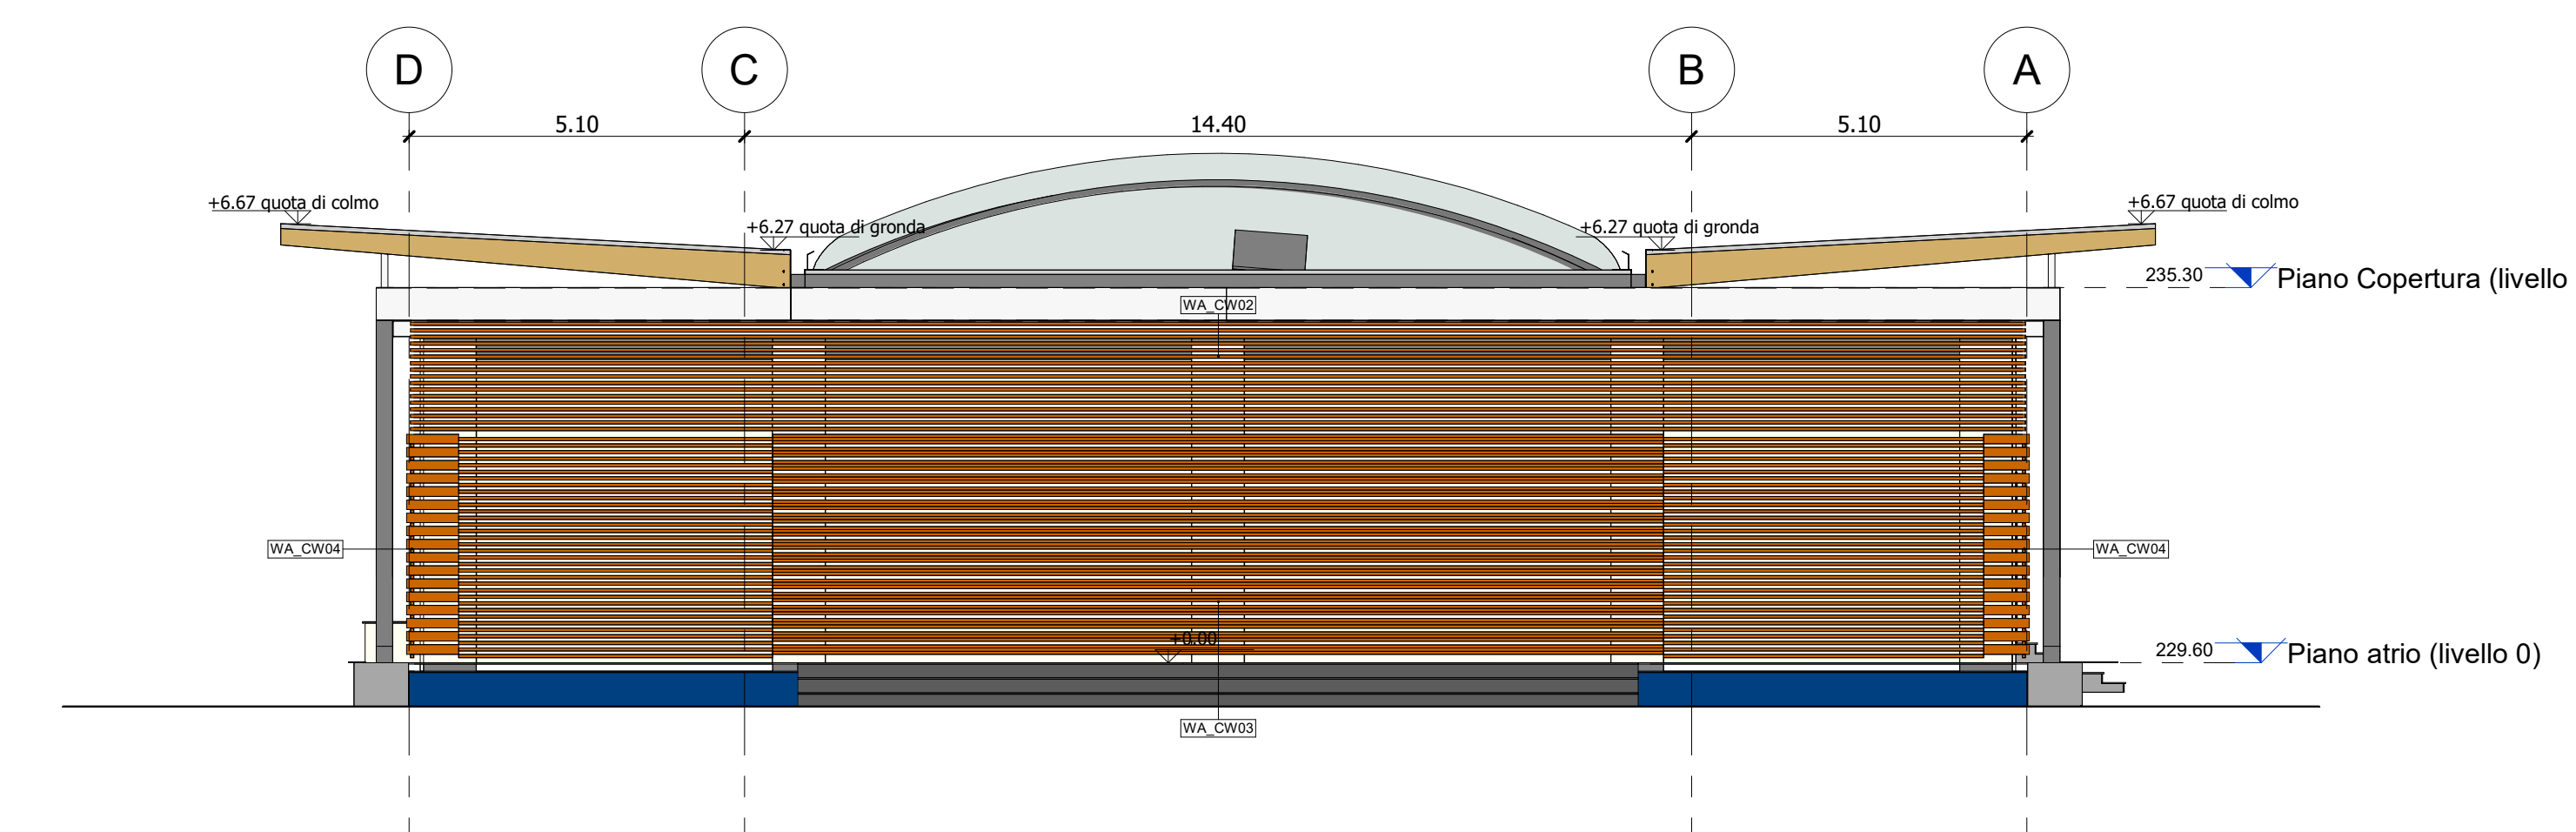 D
C
B
A
5.10
14.40
5.10
+6.67 quota di colmo
+6.67 quota di colmo
+6.27 quota di gronda
+6.27 quota di gronda
235.30
Piano Copertura (livello
WA_CW02
WA_CW04
WA_CW04
+0.00
229.60
Piano atrio (livello 0)
WA_CW03